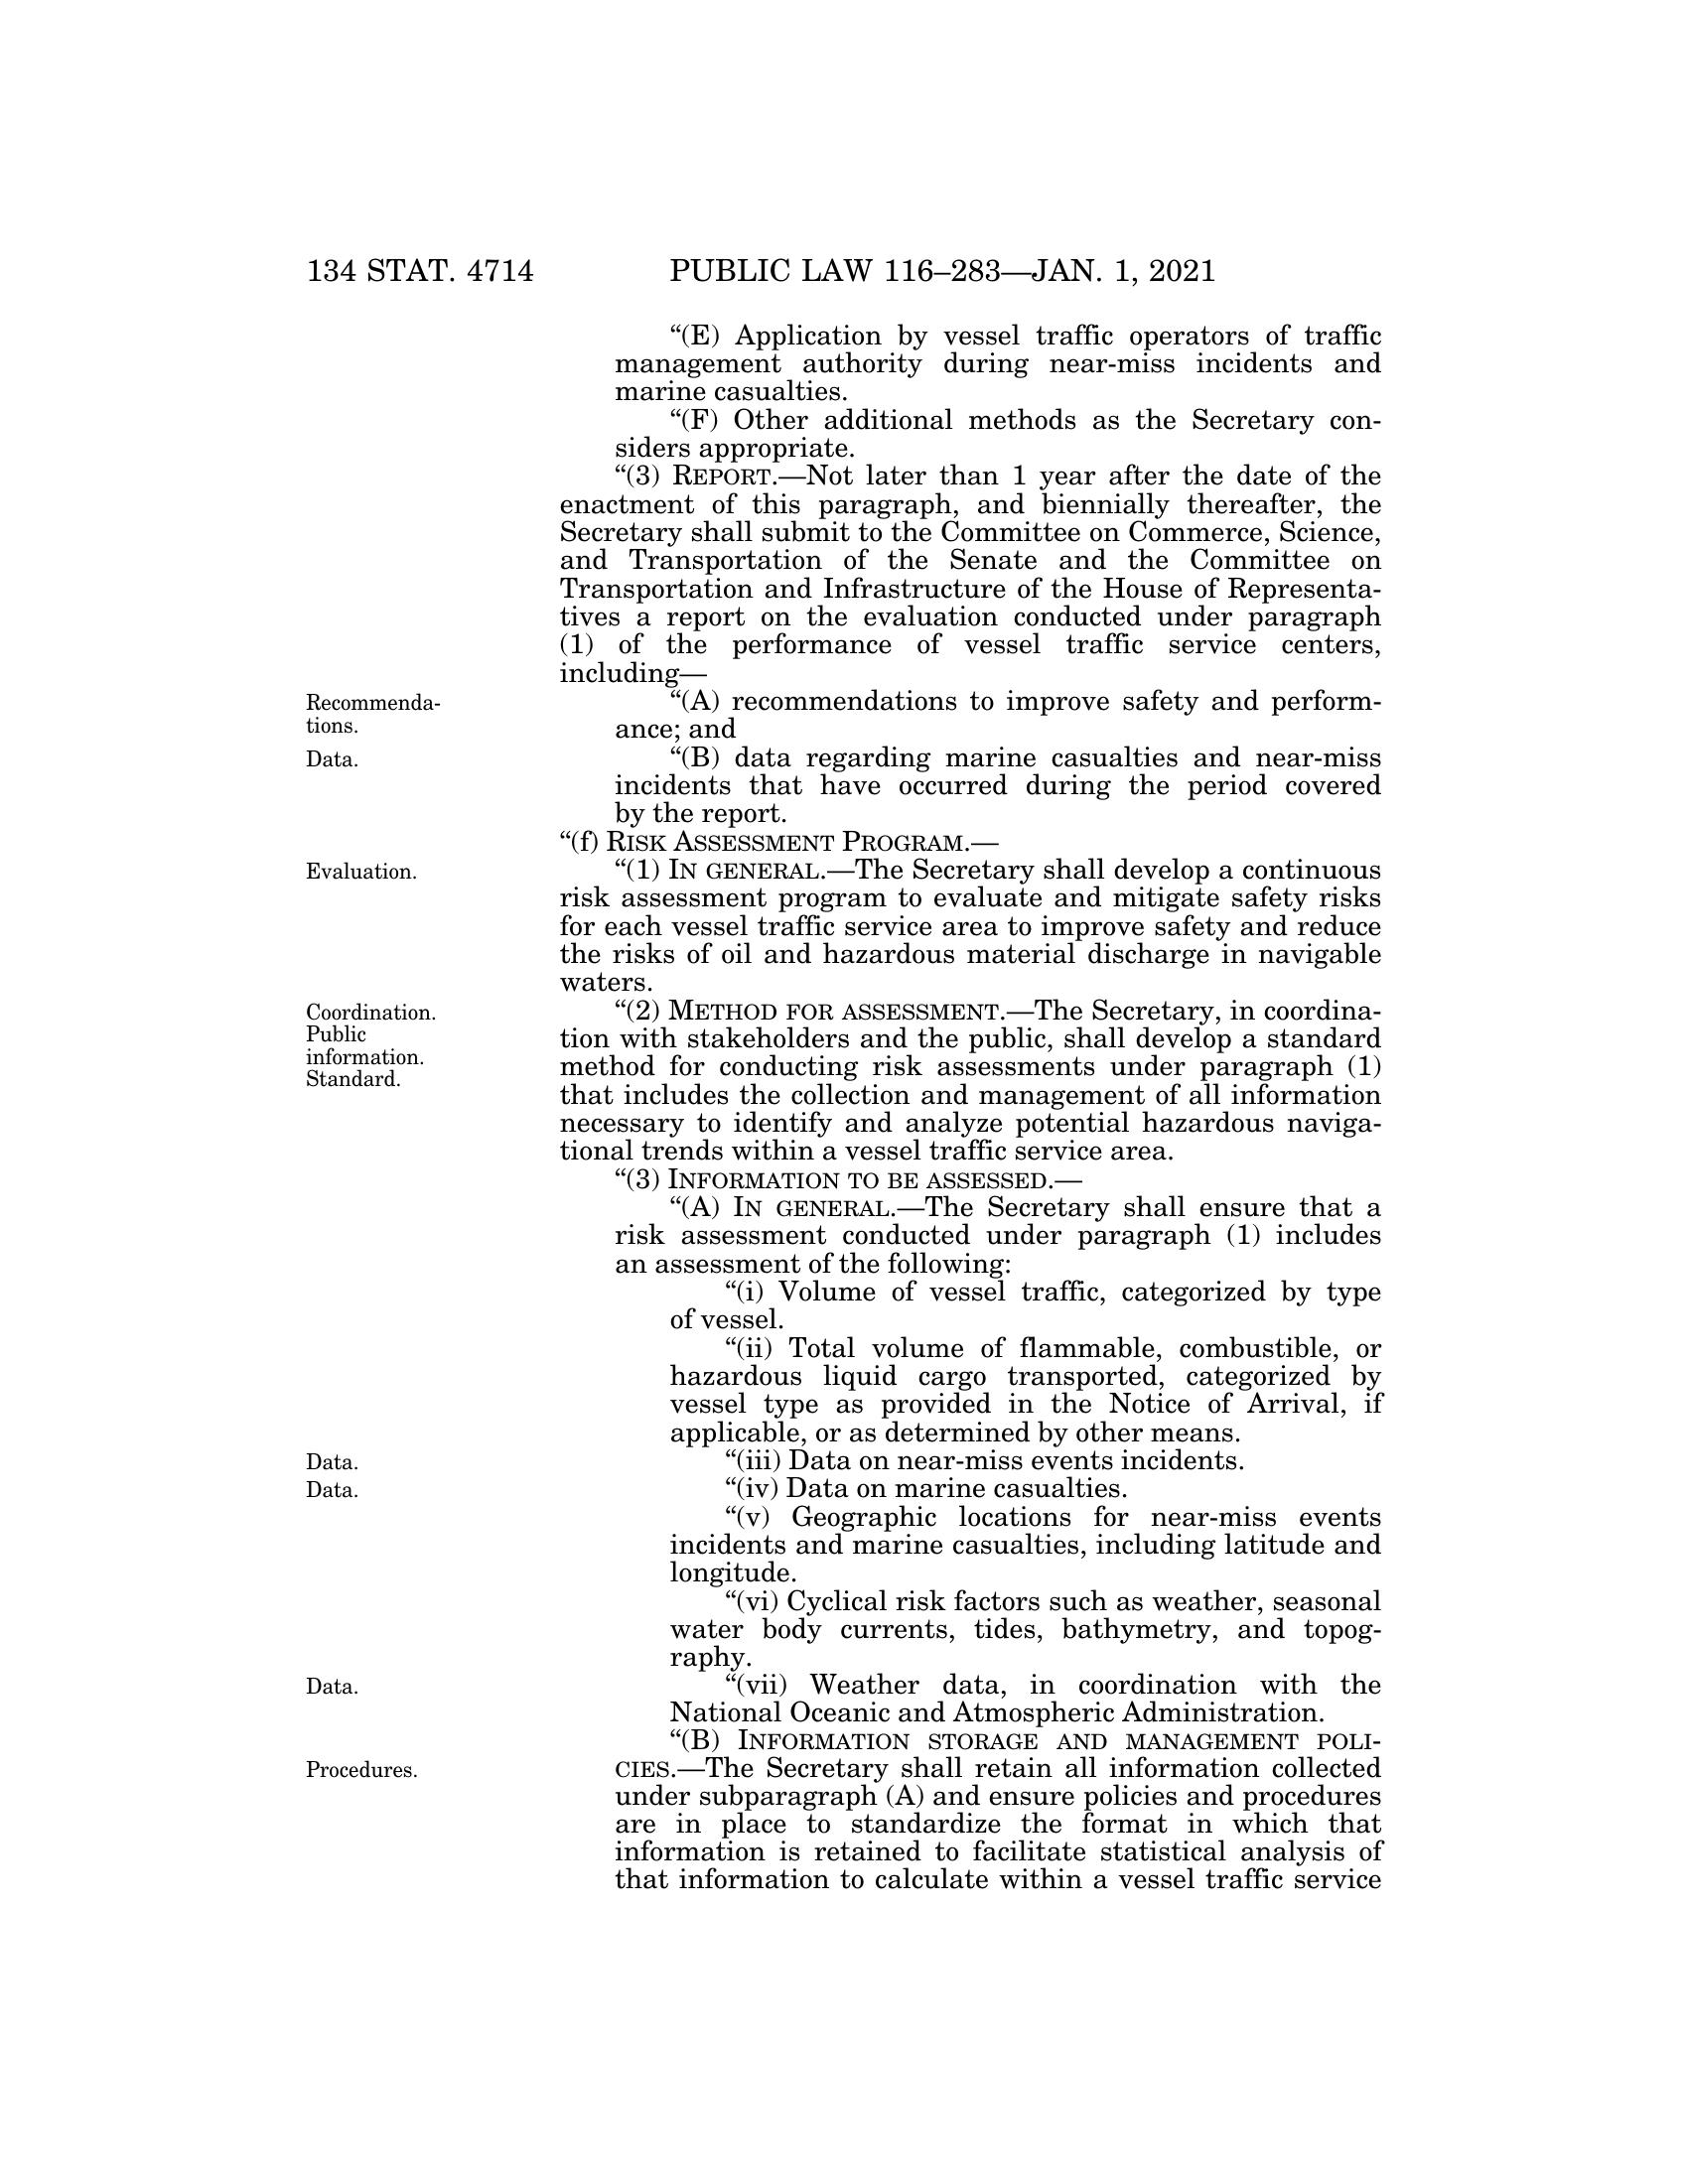 134 STAT. 4714 PUBLIC LAW 116–283—JAN. 1, 2021
“(E) Application by vessel traffic operators of traffic
management authority during near-miss incidents and
marine casualties.
“(F) Other additional methods as the Secretary con-
siders appropriate.
“(3) REPORT.—Not later than 1 year after the date of the
enactment of this paragraph, and biennially thereafter, the
Secretary shall submit to the Committee on Commerce, Science,
and Transportation of the Senate and the Committee on
Transportation and Infrastructure of the House of Representa-
tives a report on the evaluation conducted under paragraph
(1) of the performance of vessel traffic service centers,
including—
Recommenda-
tions.
“(A) recommendations to improve safety and perform-
ance; and
Data.
“(B) data regarding marine casualties and near-miss
incidents that have occurred during the period covered
by the report.
“(f) RISK ASSESSMENT PROGRAM.—
Evaluation.
“(1) IN GENERAL.—The Secretary shall develop a continuous
risk assessment program to evaluate and mitigate safety risks
for each vessel traffic service area to improve safety and reduce
the risks of oil and hazardous material discharge in navigable
waters.
Coordination.
Public
information.
Standard.
“(2) METHOD FOR ASSESSMENT.—The Secretary, in coordina-
tion with stakeholders and the public, shall develop a standard
method for conducting risk assessments under paragraph (1)
that includes the collection and management of all information
necessary to identify and analyze potential hazardous naviga-
tional trends within a vessel traffic service area.
“(3) INFORMATION TO BE ASSESSED.—
“(A) IN GENERAL.—The Secretary shall ensure that a
risk assessment conducted under paragraph (1) includes
an assessment of the following:
“(i) Volume of vessel traffic, categorized by type
of vessel.
“(ii) Total volume of flammable, combustible, or
hazardous liquid cargo transported, categorized by
vessel type as provided in the Notice of Arrival, if
applicable, or as determined by other means.
Data.
“(iii) Data on near-miss events incidents.
Data.
“(iv) Data on marine casualties.
“(v) Geographic locations for near-miss events
incidents and marine casualties, including latitude and
longitude.
“(vi) Cyclical risk factors such as weather, seasonal
water body currents, tides, bathymetry, and topog-
raphy.
Data.
“(vii) Weather data, in coordination with the
National Oceanic and Atmospheric Administration.
“(B) INFORMATION STORAGE AND MANAGEMENT POLI-
Procedures.
CIES.—The Secretary shall retain all information collected
under subparagraph (A) and ensure policies and procedures
are in place to standardize the format in which that
information is retained to facilitate statistical analysis of
that information to calculate within a vessel traffic service